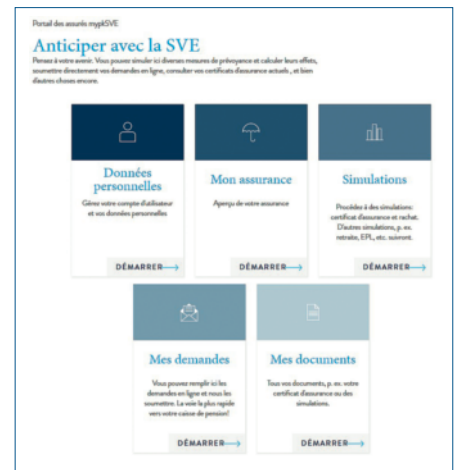 Portail des assurés mypkSVE
Anticiper avec la SVE
Pensez à votre avenir. Vous pouvez simuler ici diverses mesures de prévoyance et calculer leurs effets,
soumettre directement vos demandes en ligne, consulter vos certificats d'assurance actuels , et bien
d'autres choses encore.
Données
personnelles
Gérez votre compte d'utilisateur
et vos données personnelles
DÉMARRER
Mon assurance
Aperçu de votre assurance
DÉMARRER
Simulations
Procédez à des simulations:
certificat d'assurance et rachat.
D'autres simulations, p. ex.
retraite, EPL, etc. suivront.
DÉMARRER
Mes demandes
Vous pouvez remplir ici les
demandes en ligne et nous les
soumettre. La voie la plus rapide
vers votre caisse de pension!
DÉMARRER
Mes documents
Tous vos documents, p. ex. votre
certificat d'assurance ou des
simulations.
DÉMARRER